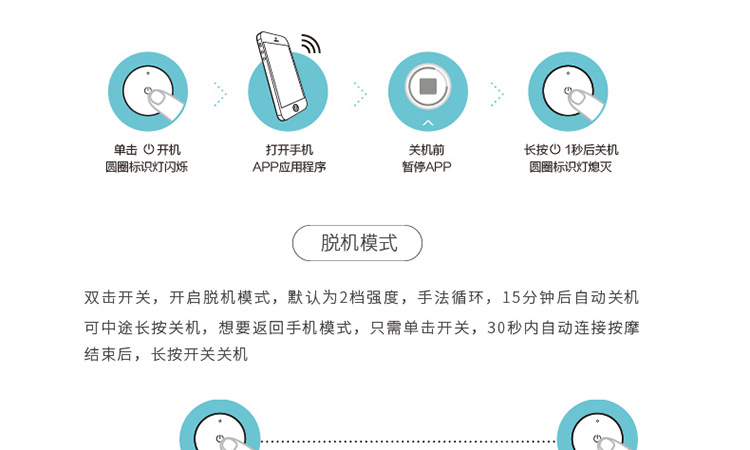 单击 ⏻ 开机
圆圈标识灯闪烁
打开手机
APP应用程序
关机前
暂停APP
长按⏻ 1秒后关机
圆圈标识灯熄灭
脱机模式
双击开关，开启脱机模式，默认为2档强度，手法循环，15分钟后自动关机
可中途长按关机，想要返回手机模式，只需单击开关，30秒内自动连接按摩
结束后，长按开关关机